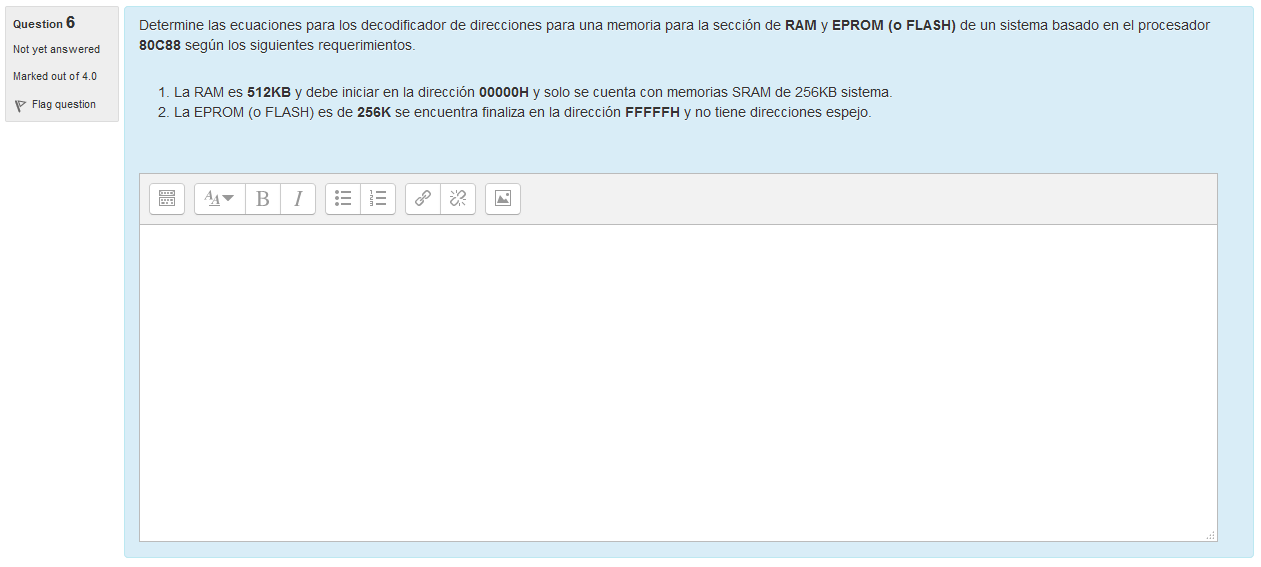 Question 6
Not yet answered
Marked out of 4.0
Flag question
Determine las ecuaciones para los decodificador de direcciones para una memoria para la sección de RAM y EPROM (o FLASH) de un sistema basado en el procesador
80C88 según los siguientes requerimientos.
1. La RAM es 512KB y debe iniciar en la dirección 00000H y solo se cuenta con memorias SRAM de 256KB sistema.
2. La EPROM (o FLASH) es de 256K se encuentra finaliza en la dirección FFFFFH y no tiene direcciones espejo.